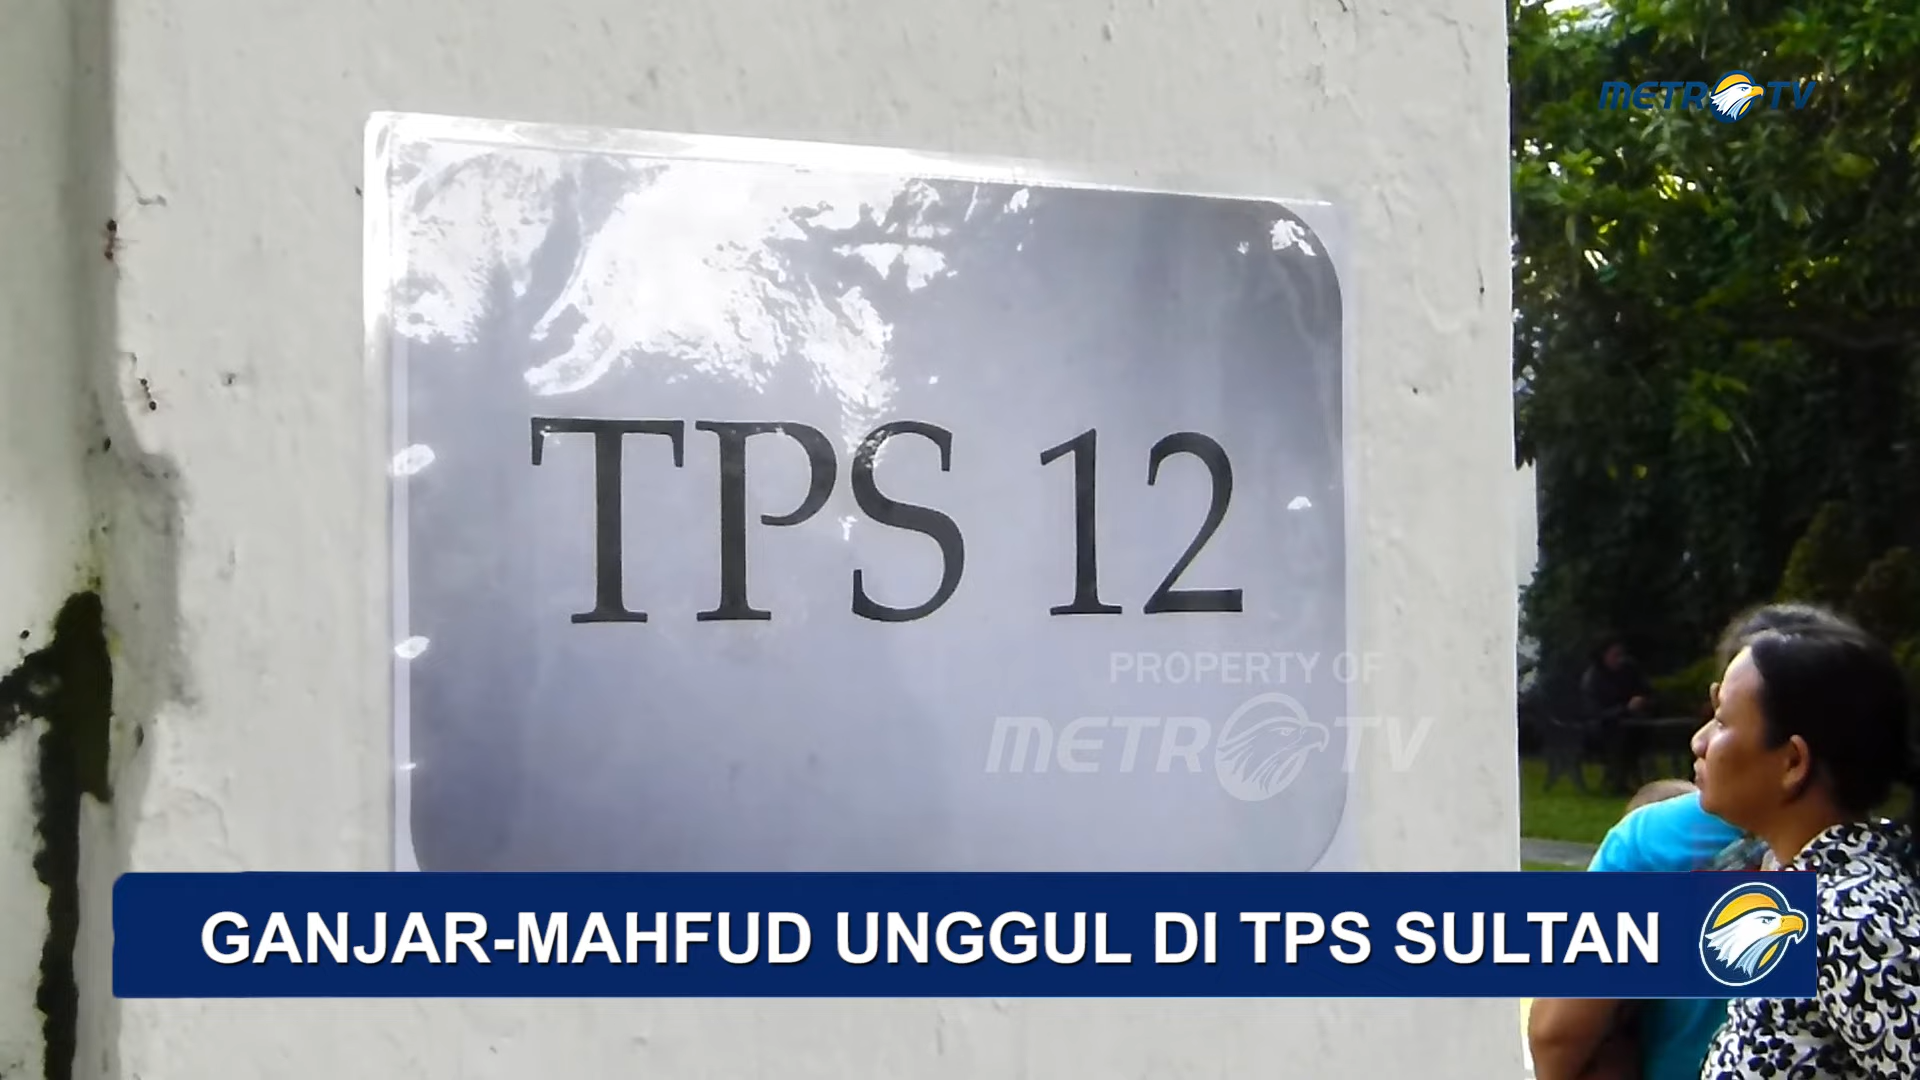 METRO TV
TPS 12
PROPERTY OF
METRO TV
GANJAR-MAHFUD UNGGUL DI TPS SULTAN